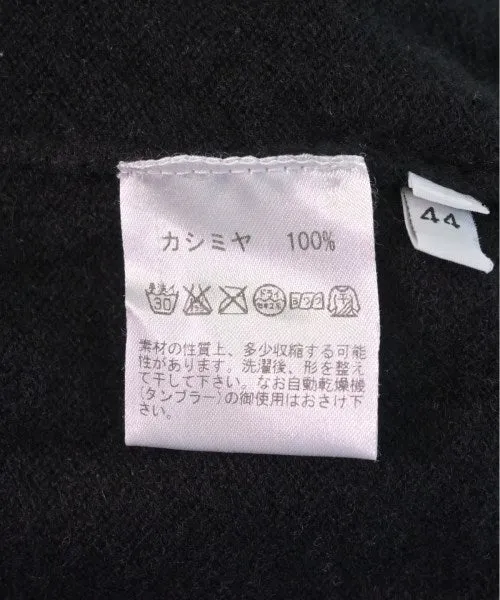 カシミヤ 100%
44
30
素材の性質上、多少収縮する可能
性があります。洗濯後、形を整え
て干して下さい。なお自動乾燥機
(タンブラー)の御使用はおさけ下
さい。